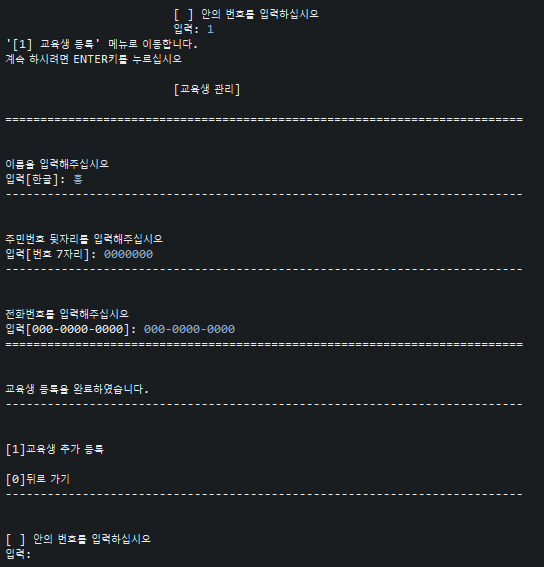 [ ] 안의 번호를 입력하십시오
입력: 1
'[1] 교육생 등록' 메뉴로 이동합니다.
계속 하시려면 ENTER키를 누르십시오
[교육생 관리]
==========================================================================
이름을 입력해주십시오
입력[한글]: 홍
--------------------------------------------------------------------------
주민번호 뒷자리를 입력해주십시오
입력[번호 7자리]: 0000000
--------------------------------------------------------------------------
전화번호를 입력해주십시오
입력[000-0000-0000]: 000-0000-0000
==========================================================================
교육생 등록을 완료하였습니다.
--------------------------------------------------------------------------
[1]교육생 추가 등록
[0]뒤로 가기
--------------------------------------------------------------------------
[ ] 안의 번호를 입력하십시오
입력: